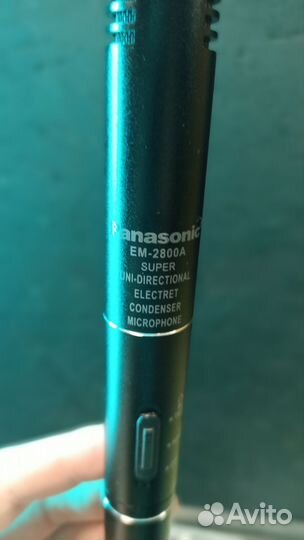 Panasonic
EM-2800A
SUPER
UNI-DIRECTIONAL
ELECTRET
CONDENSER
MICROPHONE
Avito